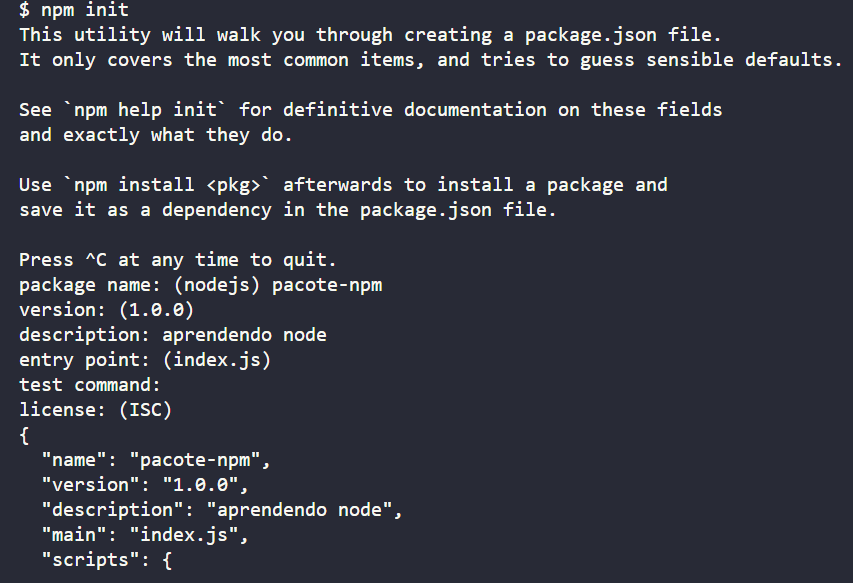 $ npm init
This utility will walk you through creating a package.json file.
It only covers the most common items, and tries to guess sensible defaults.

See `npm help init` for definitive documentation on these fields
and exactly what they do.

Use `npm install <pkg>` afterwards to install a package and
save it as a dependency in the package.json file.

Press ^C at any time to quit.
package name: (nodejs) pacote-npm
version: (1.0.0)
description: aprendendo node
entry point: (index.js)
test command:
license: (ISC)
{
  "name": "pacote-npm",
  "version": "1.0.0",
  "description": "aprendendo node",
  "main": "index.js",
  "scripts": {